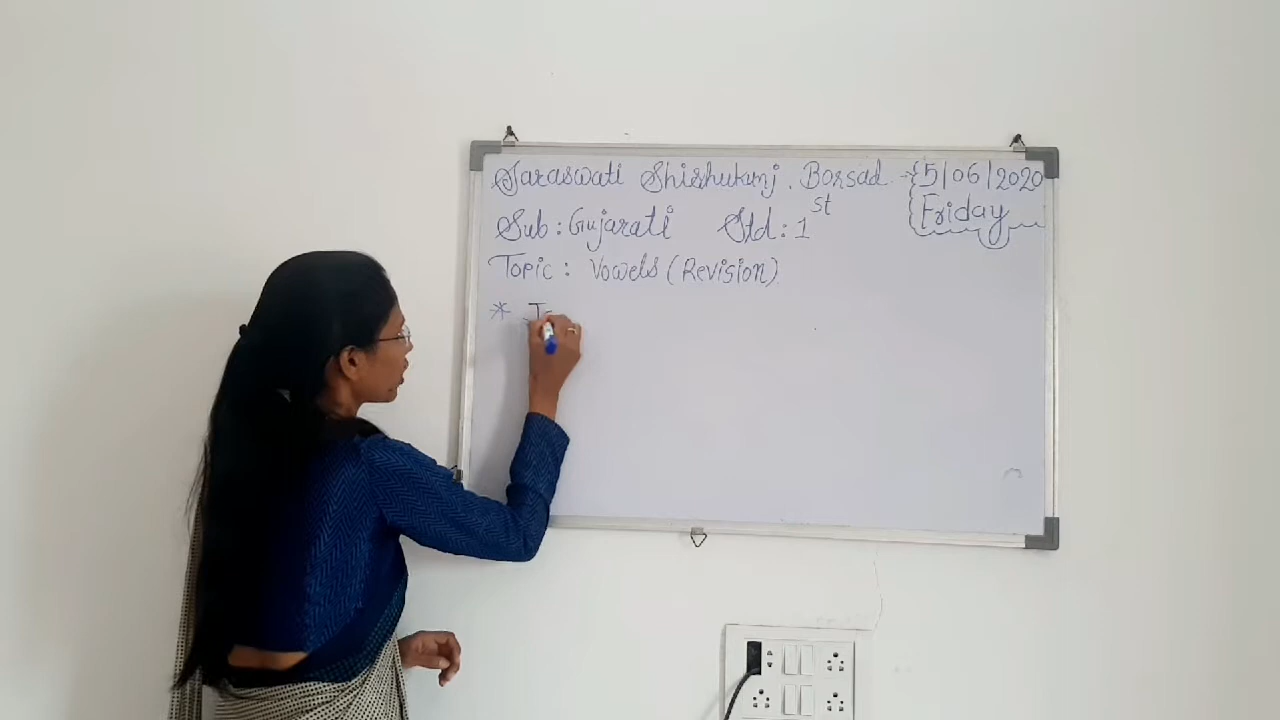 Saraswati Shishukunj. Borsad → 5/06/2020
Sub : Gujarati Std : 1st Friday
Topic : Vowels (Revision)
*